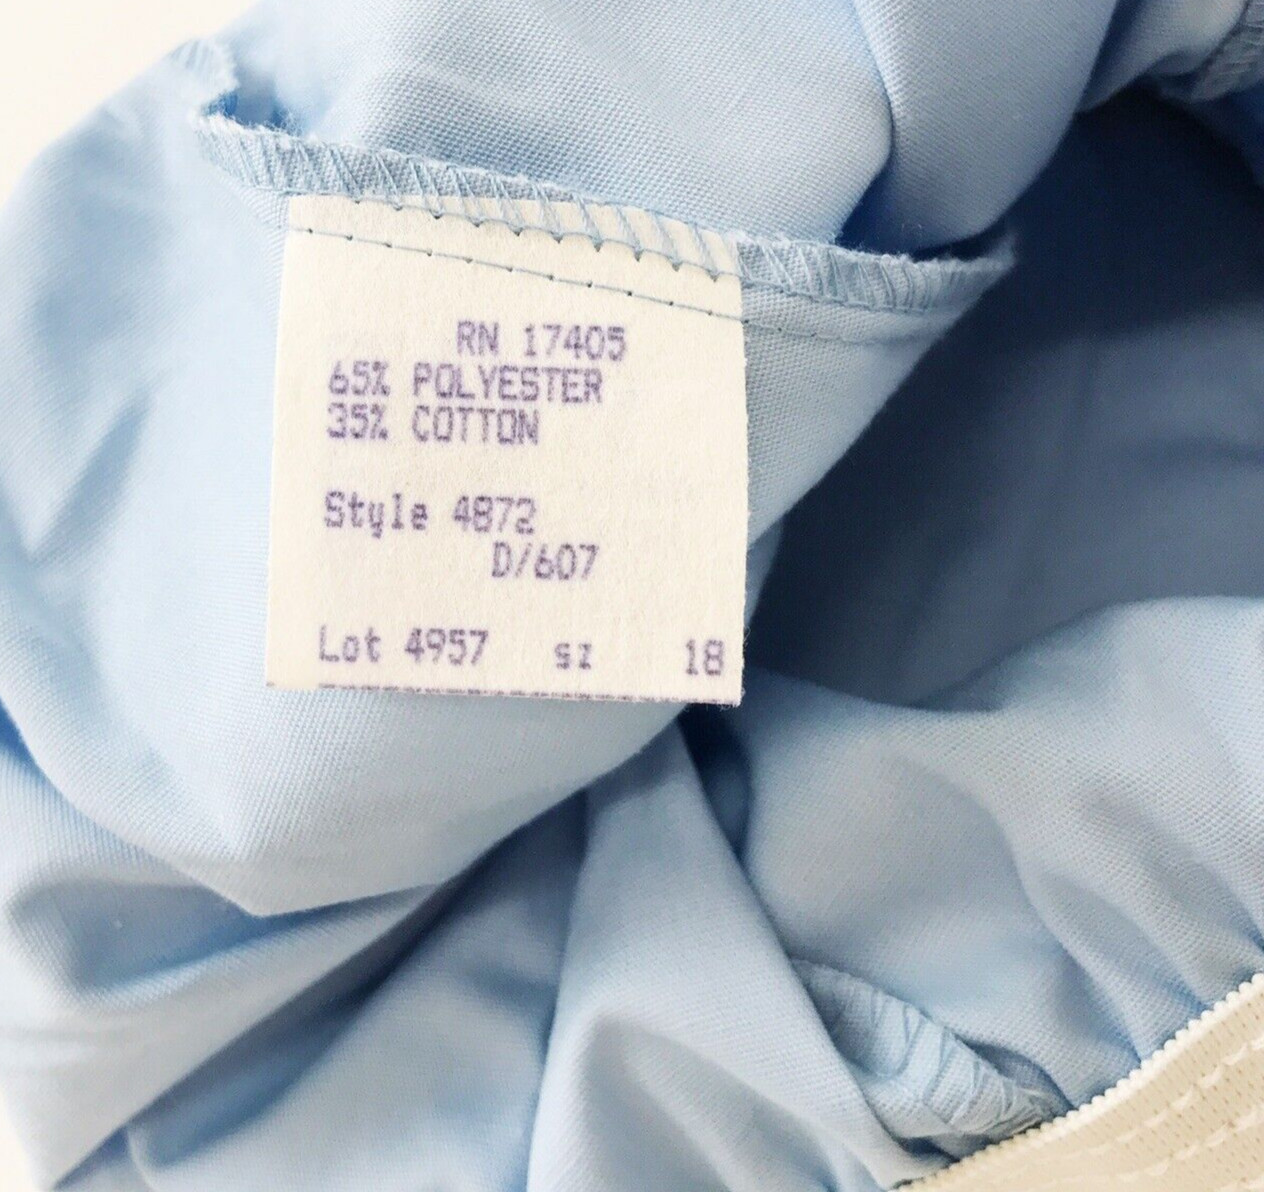 RN 17405
65% POLYESTER
35% COTTON
Style 4872
D/607
Lot 4957 sz 18